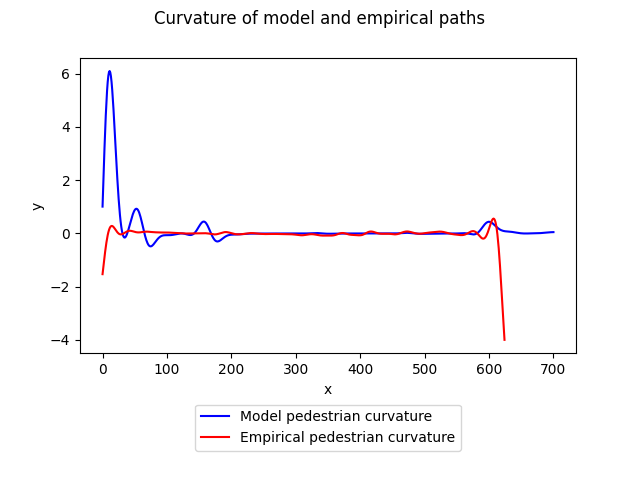 Curvature of model and empirical paths
6
4
2
0
−2
−4
y
0 100 200 300 400 500 600 700
x
Model pedestrian curvature
Empirical pedestrian curvature